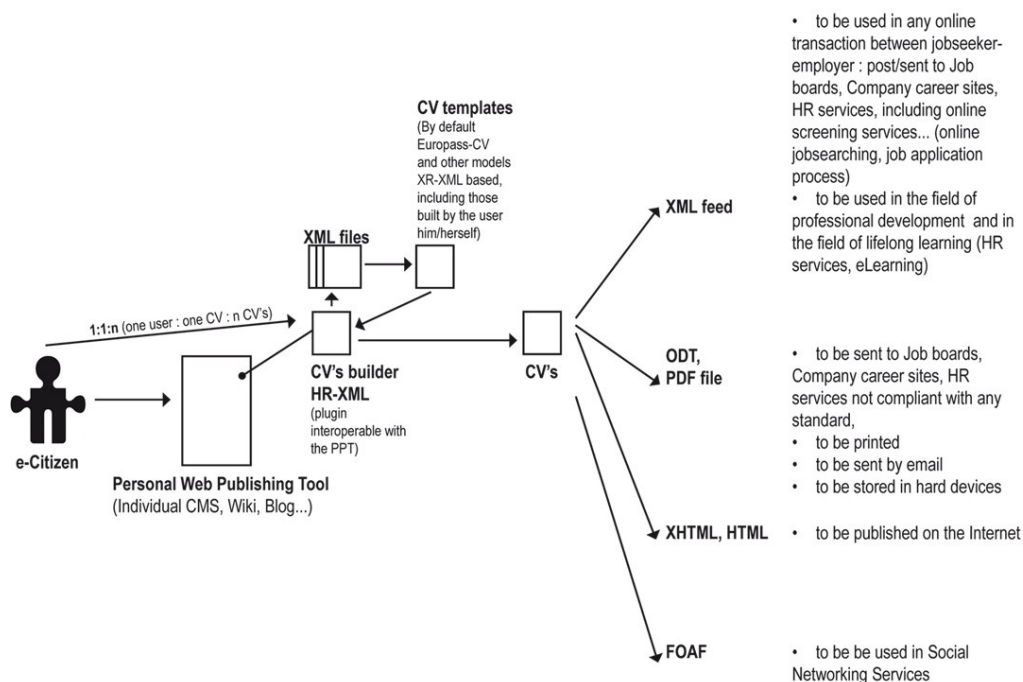 CV templates
(By default
Europass-CV
and other models
XR-XML based,
including those
built by the user
him/herself)
XML files
1:1:n (one user : one CV : n CV's)
e-Citizen
Personal Web Publishing Tool
(Individual CMS, Wiki, Blog...)
CV's builder
HR-XML
(plugin
interoperable with
the PPT)
CV's
XML feed
• to be used in any online
transaction between jobseeker-
employer : post/sent to Job
boards, Company career sites,
HR services, including online
screening services... (online
jobsearching, job application
process)
• to be used in the field of
professional development and in
the field of lifelong learning (HR
services, eLearning)
ODT,
PDF file
• to be sent to Job boards,
Company career sites, HR
services not compliant with any
standard,
• to be printed
• to be sent by email
• to be stored in hard devices
XHTML, HTML
• to be published on the Internet
FOAF
• to be be used in Social
Networking Services